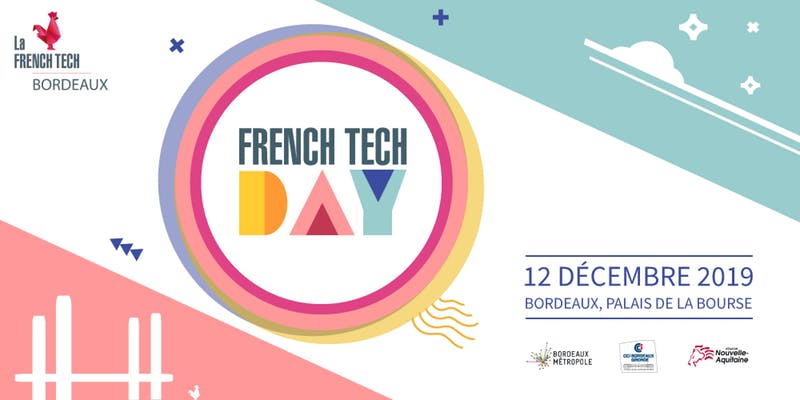 La
FRENCH TECH
BORDEAUX
FRENCH TECH
DAY
12 DÉCEMBRE 2019
BORDEAUX, PALAIS DE LA BOURSE
BORDEAUX
MÉTROPOLE
CCI BORDEAUX
GIRONDE
RÉGION
Nouvelle-
Aquitaine